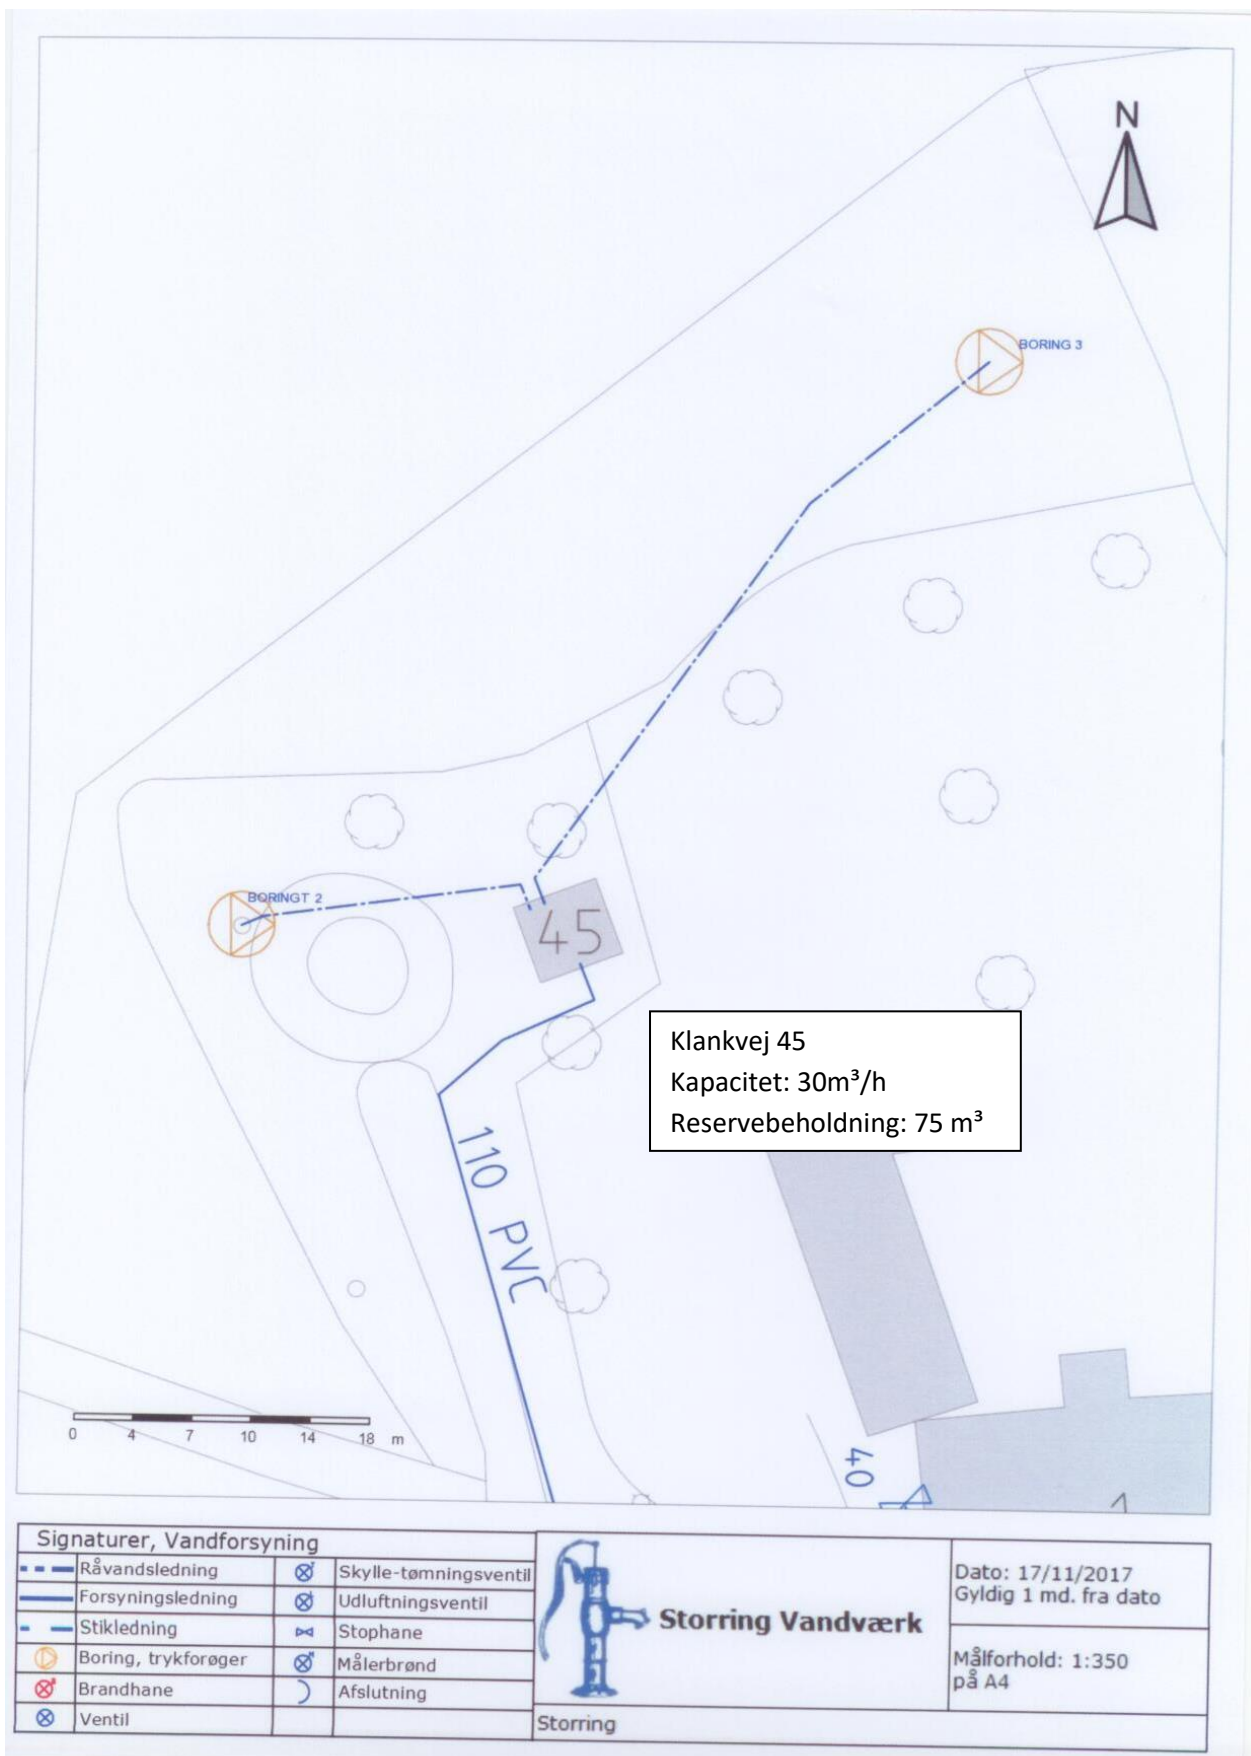 N
BORING 3
BORINGT 2
45
Klankvej 45
Kapacitet: 30m³/h
Reservebeholdning: 75 m³
110 PVC
40
0 4 7 10 14 18 m
Signaturer, Vandforsyning
Råvandsledning
Skylle-tømningsventil
Forsyningsledning
Udluftningsventil
Stikledning
Stophane
Boring, trykforøger
Målerbrønd
Brandhane
Afslutning
Ventil
Storring Vandværk
Storring
Dato: 17/11/2017
Gyldig 1 md. fra dato
Målforhold: 1:350
på A4